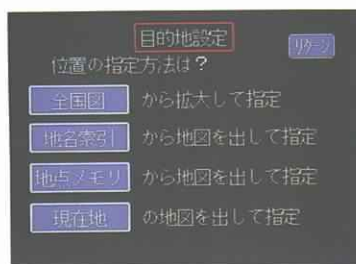 目的地設定
リターン
位置の指定方法は？
全国図 から拡大して指定
地名索引 から地図を出して指定
地点メモリ から地図を出して指定
現在地 の地図を出して指定